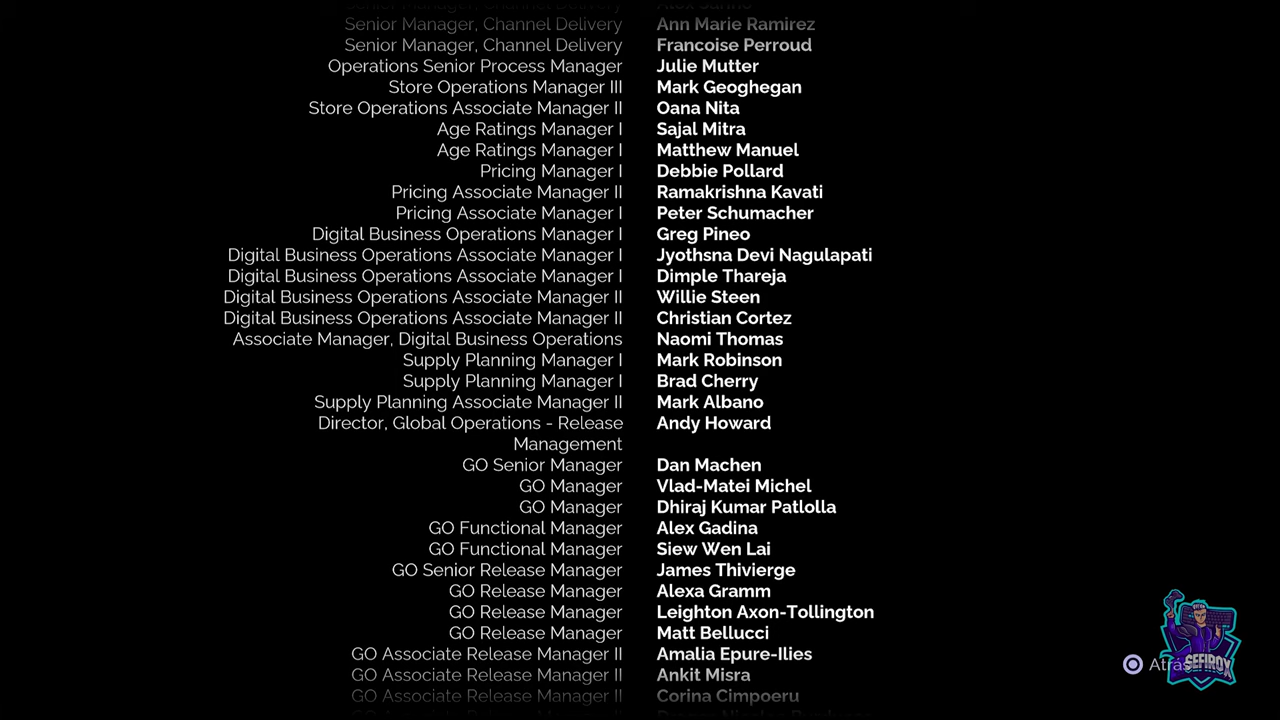 Senior Manager, Channel Delivery Ann Marie Ramirez
Senior Manager, Channel Delivery Francoise Perroud
Operations Senior Process Manager Julie Mutter
Store Operations Manager III Mark Geoghegan
Store Operations Associate Manager II Oana Nita
Age Ratings Manager I Sajal Mitra
Age Ratings Manager I Matthew Manuel
Pricing Manager I Debbie Pollard
Pricing Associate Manager II Ramakrishna Kavati
Pricing Associate Manager I Peter Schumacher
Digital Business Operations Manager I Greg Pineo
Digital Business Operations Associate Manager I Jyothsna Devi Nagulapati
Digital Business Operations Associate Manager I Dimple Thareja
Digital Business Operations Associate Manager II Willie Steen
Digital Business Operations Associate Manager II Christian Cortez
Associate Manager, Digital Business Operations Naomi Thomas
Supply Planning Manager I Mark Robinson
Supply Planning Manager I Brad Cherry
Supply Planning Associate Manager II Mark Albano
Director, Global Operations - Release Andy Howard
Management
GO Senior Manager Dan Machen
GO Manager Vlad-Matei Michel
GO Manager Dhiraj Kumar Patlolla
GO Functional Manager Alex Gadina
GO Functional Manager Siew Wen Lai
GO Senior Release Manager James Thivierge
GO Release Manager Alexa Gramm
GO Release Manager Leighton Axon-Tollington
GO Release Manager Matt Bellucci
GO Associate Release Manager II Amalia Epure-Ilies
GO Associate Release Manager II Ankit Misra
GO Associate Release Manager II Corina Cimpoeru
Atrás
SEFIROX